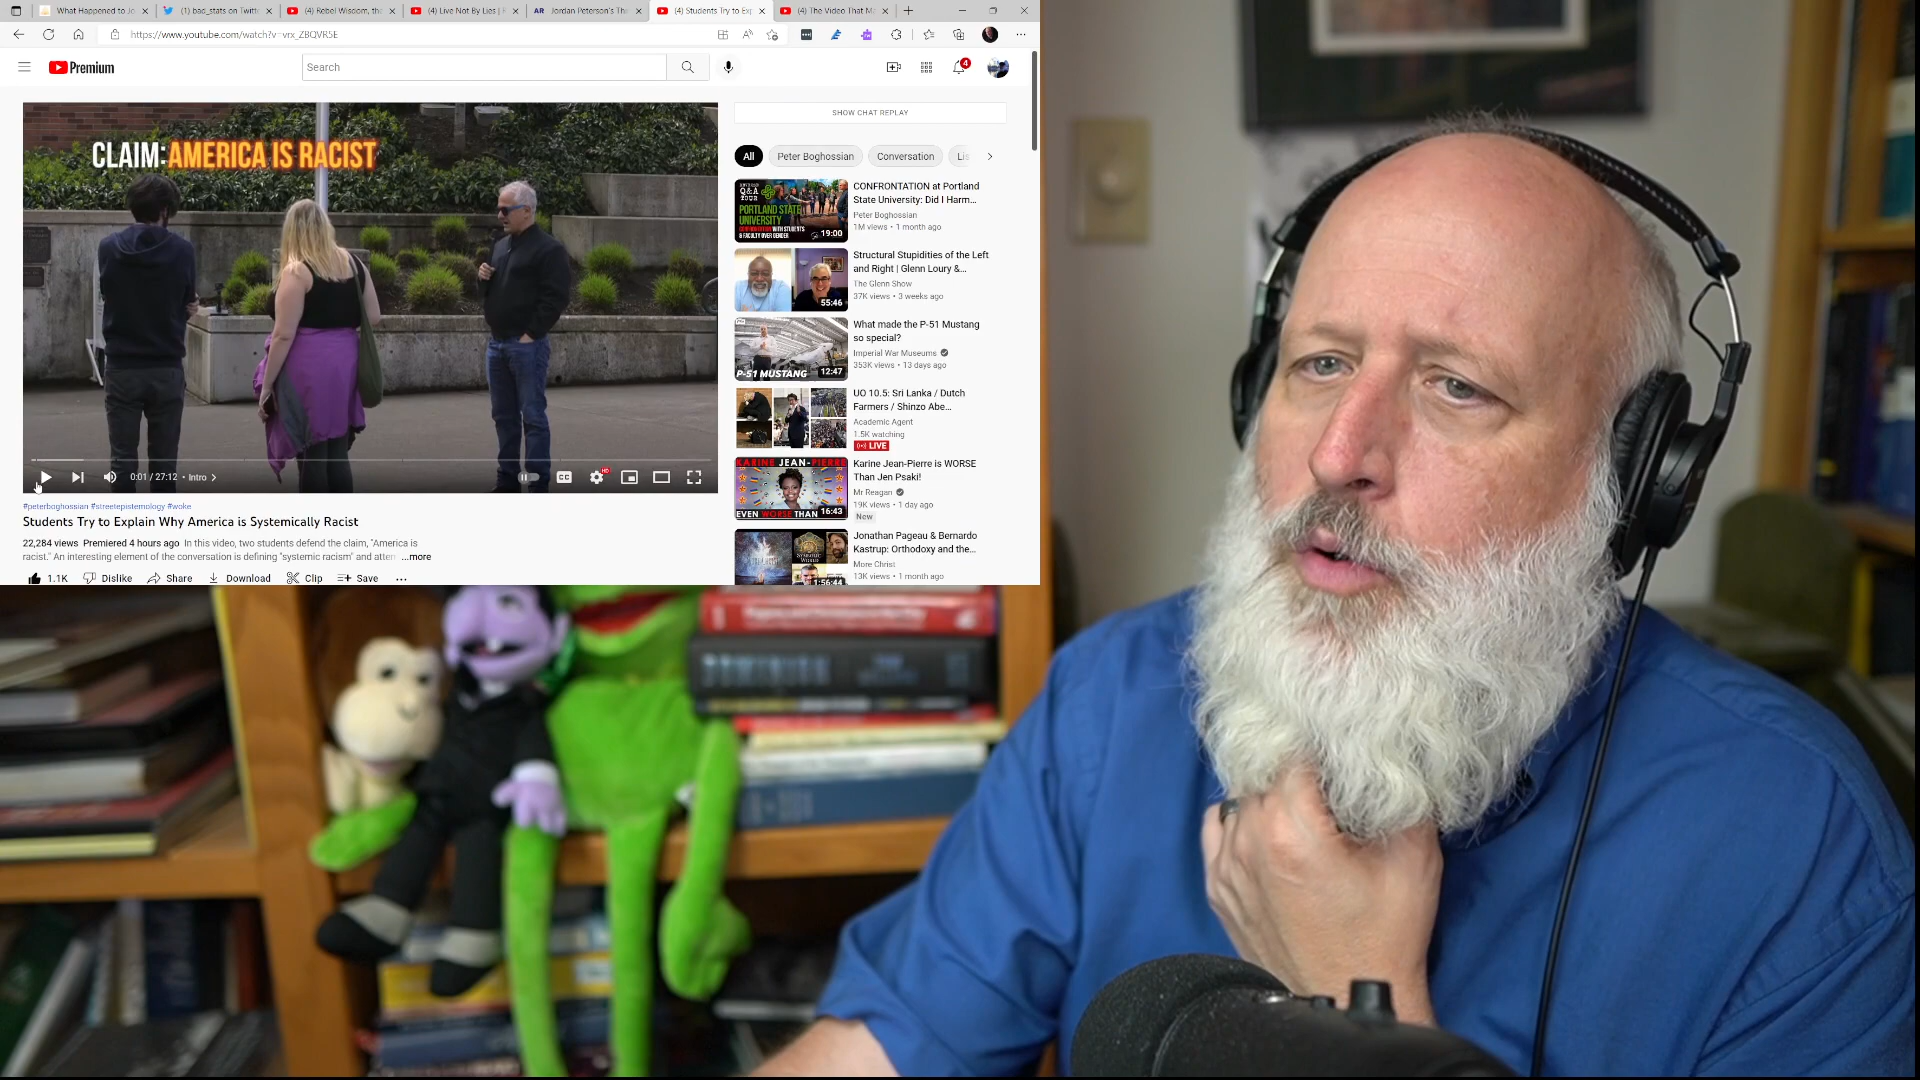 What Happened to Jo
(1) bad_stats on Twitt
(4) Rebel Wisdom, the
(4) Live Not By Lies |
AR Jordan Peterson's Th
(4) Students Try to Ex
(4) The Video That M
https://www.youtube.com/watch?v=vrx_ZBQVR5E
Premium
Search
4
CLAIM: AMERICA IS RACIST
0:01 / 27:12 • Intro
CC
HD
#peterboghossian #streetepistemology #woke
Students Try to Explain Why America is Systemically Racist
22,284 views Premiered 4 hours ago In this video, two students defend the claim, "America is
racist." An interesting element of the conversation is defining "systemic racism" and atten ...more
1.1K Dislike Share Download Clip Save
SHOW CHAT REPLAY
All Peter Boghossian Conversation Lis
Q&A
TOUR
PORTLAND STATE
UNIVERSITY
19:00
CONFRONTATION at Portland
State University: Did I Harm...
Peter Boghossian
1M views • 1 month ago
55:46
Structural Stupidities of the Left
and Right | Glenn Loury &...
The Glenn Show
37K views • 3 weeks ago
P-51 MUSTANG
12:47
What made the P-51 Mustang
so special?
Imperial War Museums
353K views • 13 days ago
UO 10.5: Sri Lanka / Dutch
Farmers / Shinzo Abe...
Academic Agent
1.5K watching
LIVE
KARINE JEAN-PIERRE
EVEN WORSE THAN
16:43
Karine Jean-Pierre is WORSE
Than Jen Psaki!
Mr Reagan
19K views • 1 day ago
New
1:56:44
Jonathan Pageau & Bernardo
Kastrup: Orthodoxy and the...
More Christ
13K views • 1 month ago